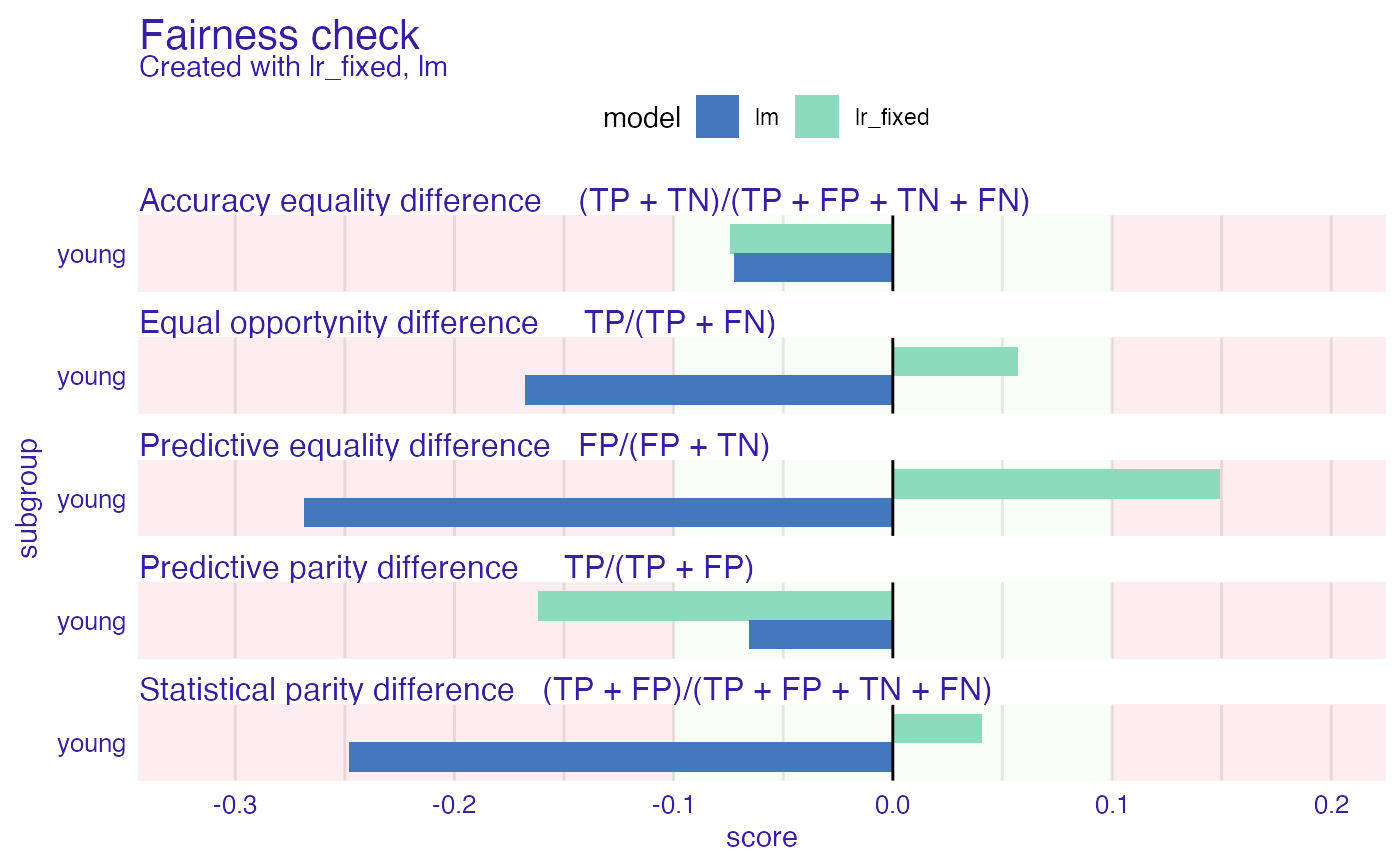 Fairness check
Created with lr_fixed, lm
model lm lr_fixed
Accuracy equality difference (TP + TN)/(TP + FP + TN + FN)
young
Equal opportynity difference TP/(TP + FN)
young
Predictive equality difference FP/(FP + TN)
young
Predictive parity difference TP/(TP + FP)
young
Statistical parity difference (TP + FP)/(TP + FP + TN + FN)
young
subgroup
-0.3 -0.2 -0.1 0.0 0.1 0.2
score